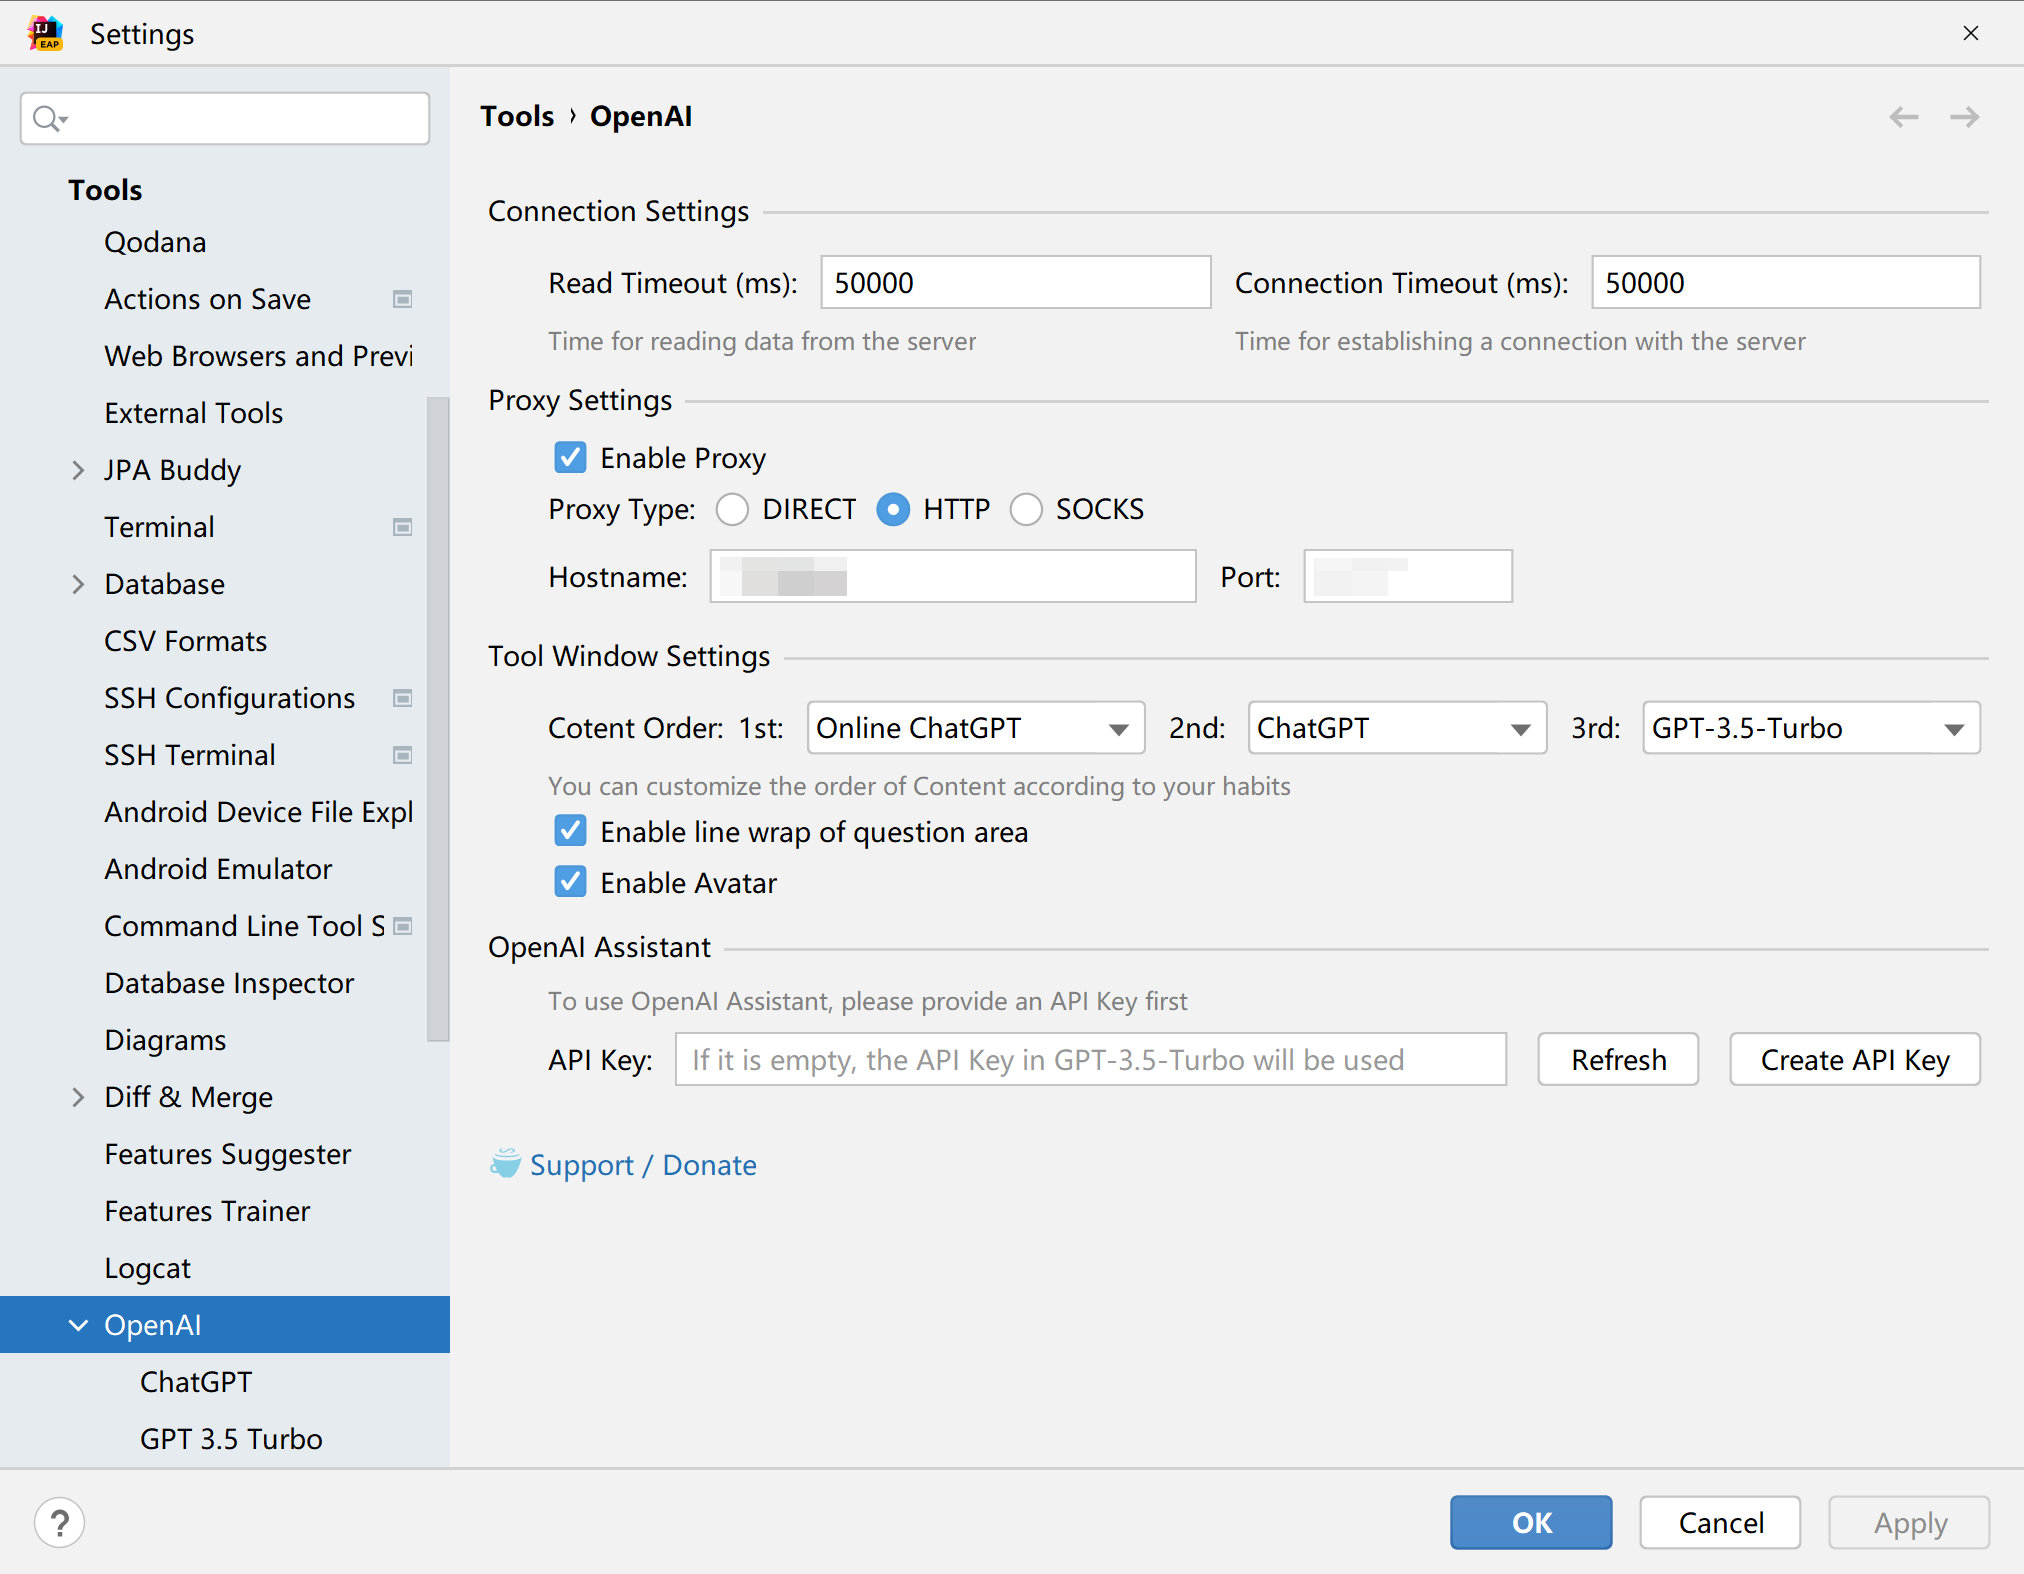 IJ
EAP
Settings
Tools
Qodana
Actions on Save
Web Browsers and Previ
External Tools
JPA Buddy
Terminal
Database
CSV Formats
SSH Configurations
SSH Terminal
Android Device File Expl
Android Emulator
Command Line Tool S
Database Inspector
Diagrams
Diff & Merge
Features Suggester
Features Trainer
Logcat
OpenAI
ChatGPT
GPT 3.5 Turbo
Tools › OpenAI
Connection Settings
Read Timeout (ms): 50000 Connection Timeout (ms): 50000
Time for reading data from the server Time for establishing a connection with the server
Proxy Settings
Enable Proxy
Proxy Type: DIRECT HTTP SOCKS
Hostname: Port:
Tool Window Settings
Cotent Order: 1st: Online ChatGPT 2nd: ChatGPT 3rd: GPT-3.5-Turbo
You can customize the order of Content according to your habits
Enable line wrap of question area
Enable Avatar
OpenAI Assistant
To use OpenAI Assistant, please provide an API Key first
API Key: If it is empty, the API Key in GPT-3.5-Turbo will be used Refresh Create API Key
Support / Donate
? OK Cancel Apply